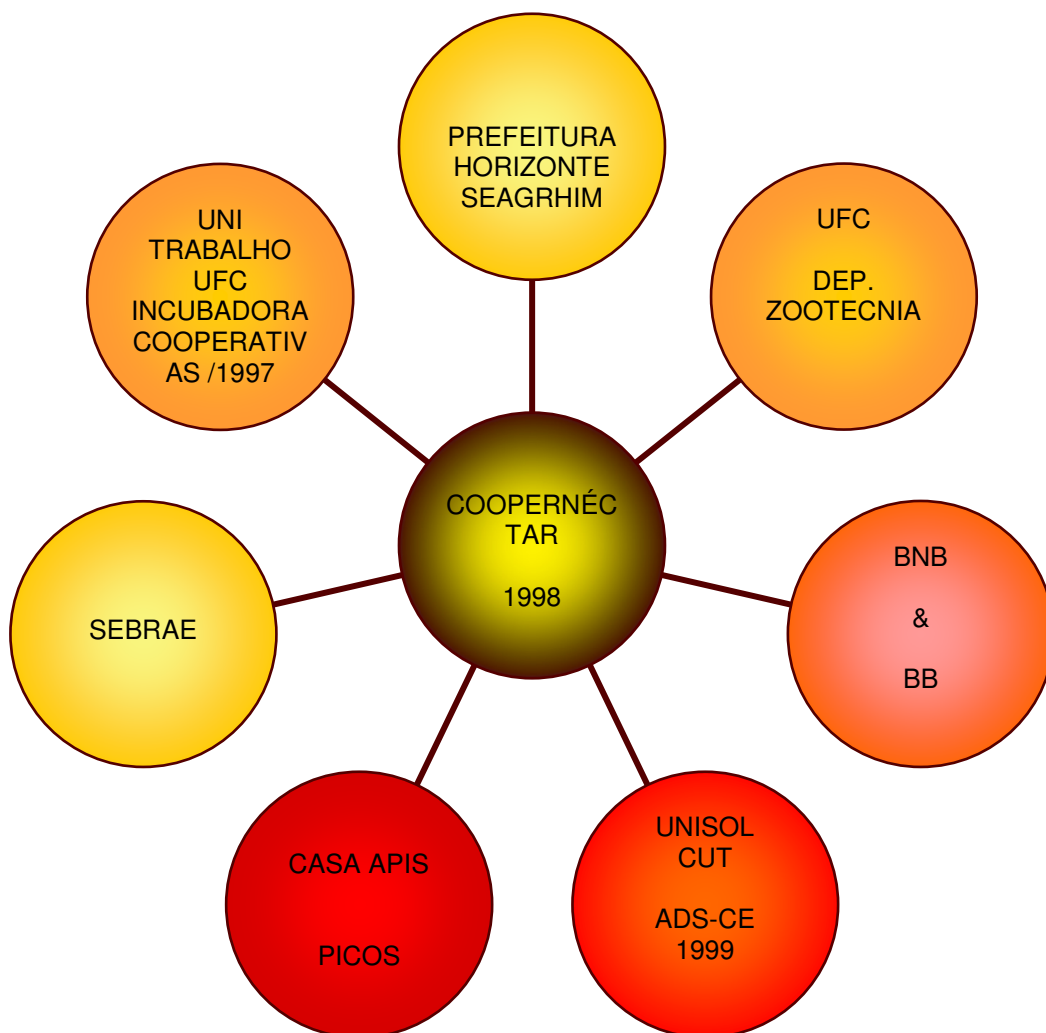 PREFEITURA
HORIZONTE
SEAGRHIM
UNI
TRABALHO
UFC
INCUBADORA
COOPERATIV
AS /1997
UFC
DEP.
ZOOTECNIA
COOPERNÉC
TAR
1998
BNB
&
BB
SEBRAE
CASA APIS
PICOS
UNISOL
CUT
ADS-CE
1999